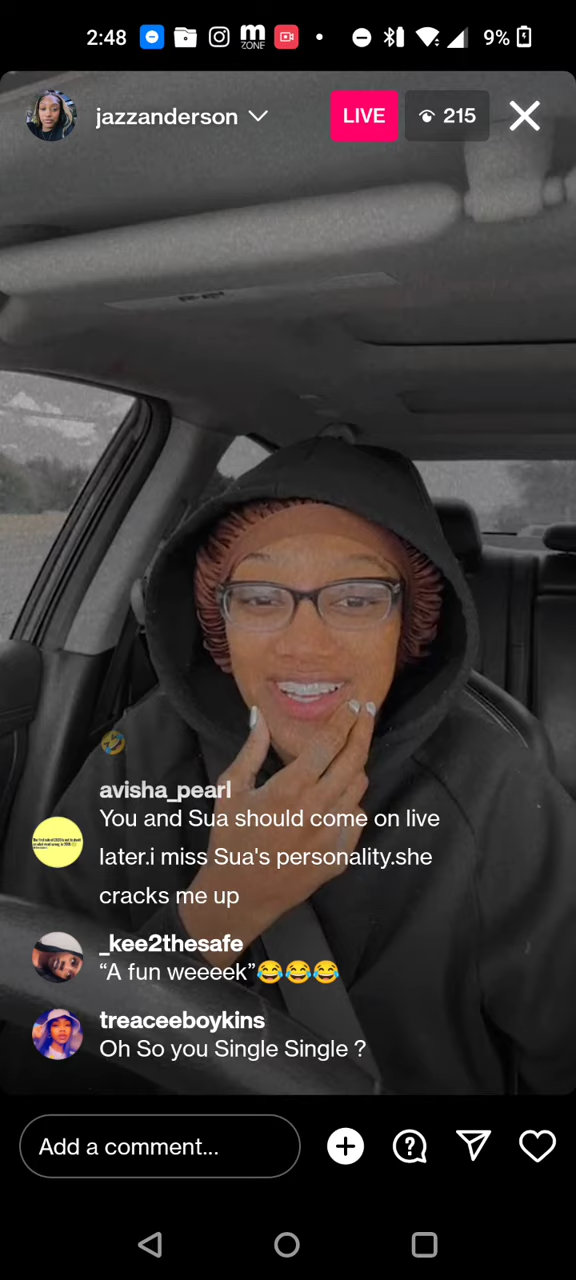 2:48 m ZONE 9%
jazzanderson LIVE 215
avisha_pearl
You and Sua should come on live
later.i miss Sua's personality.she
cracks me up
_kee2thesafe
“A fun weeeek”😂😂😂
treaceeboykins
Oh So you Single Single ?
Add a comment...